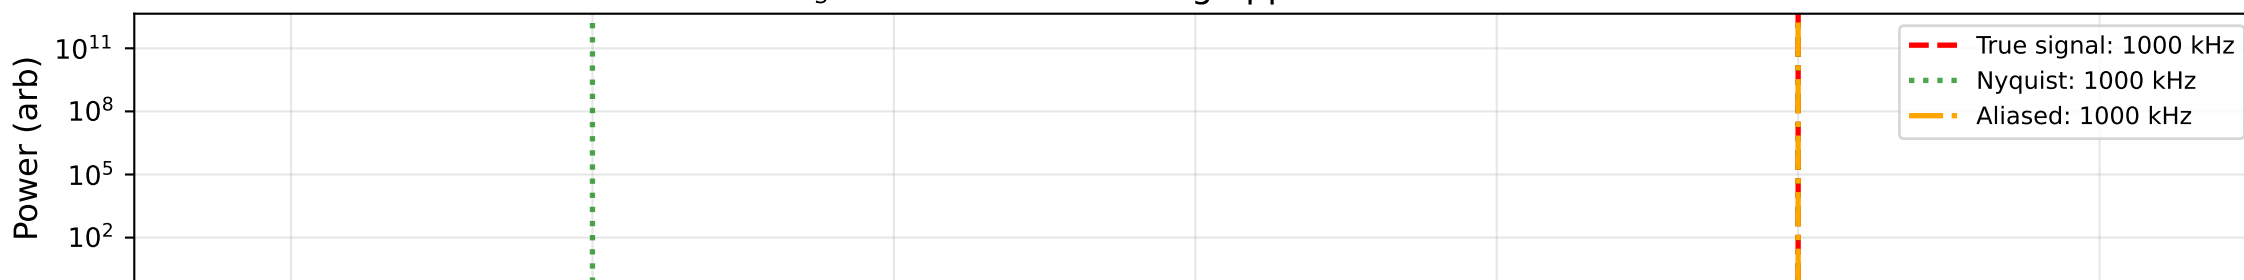 10^11
10^8
10^5
10^2
Power (arb)
True signal: 1000 kHz
Nyquist: 1000 kHz
Aliased: 1000 kHz